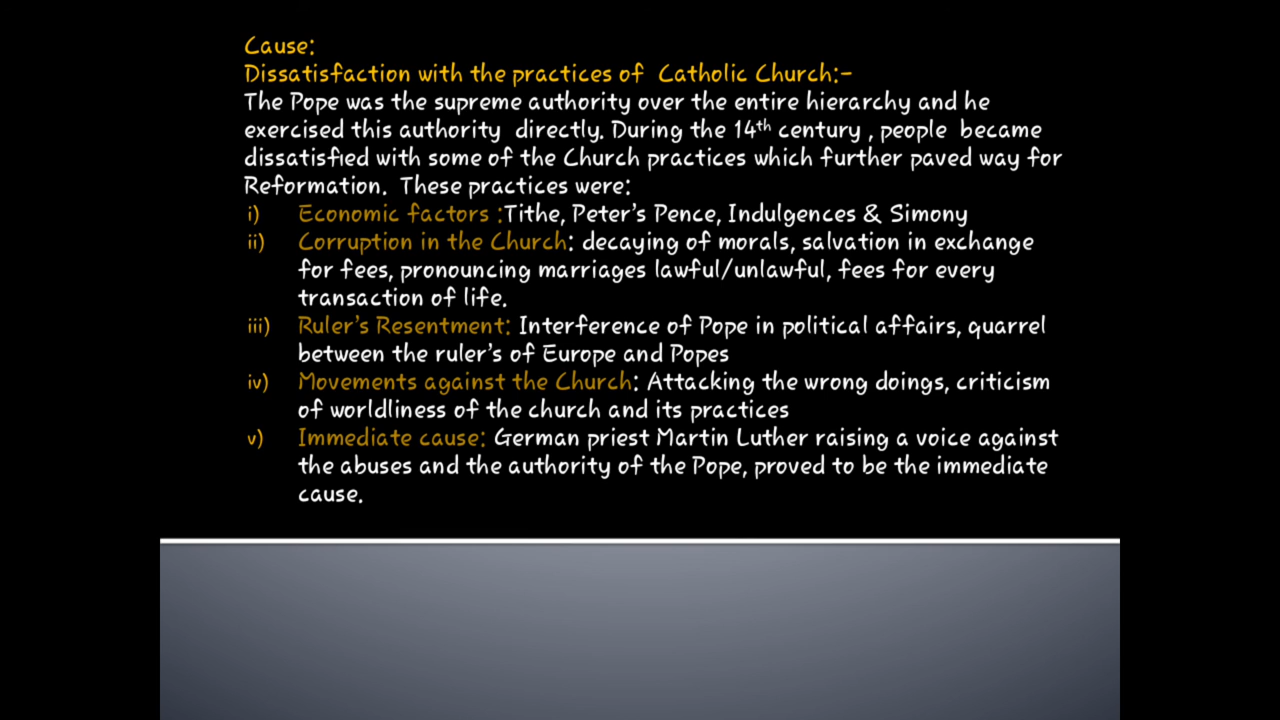 Cause:
Dissatisfaction with the practices of Catholic Church:-
The Pope was the supreme authority over the entire hierarchy and he
exercised this authority directly. During the 14th century , people became
dissatisfied with some of the Church practices which further paved way for
Reformation. These practices were:
i) Economic factors :Tithe, Peter's Pence, Indulgences & Simony
ii) Corruption in the Church: decaying of morals, salvation in exchange
for fees, pronouncing marriages lawful/unlawful, fees for every
transaction of life.
iii) Ruler's Resentment: Interference of Pope in political affairs, quarrel
between the ruler's of Europe and Popes
iv) Movements against the Church: Attacking the wrong doings, criticism
of worldliness of the church and its practices
v) Immediate cause: German priest Martin Luther raising a voice against
the abuses and the authority of the Pope, proved to be the immediate
cause.